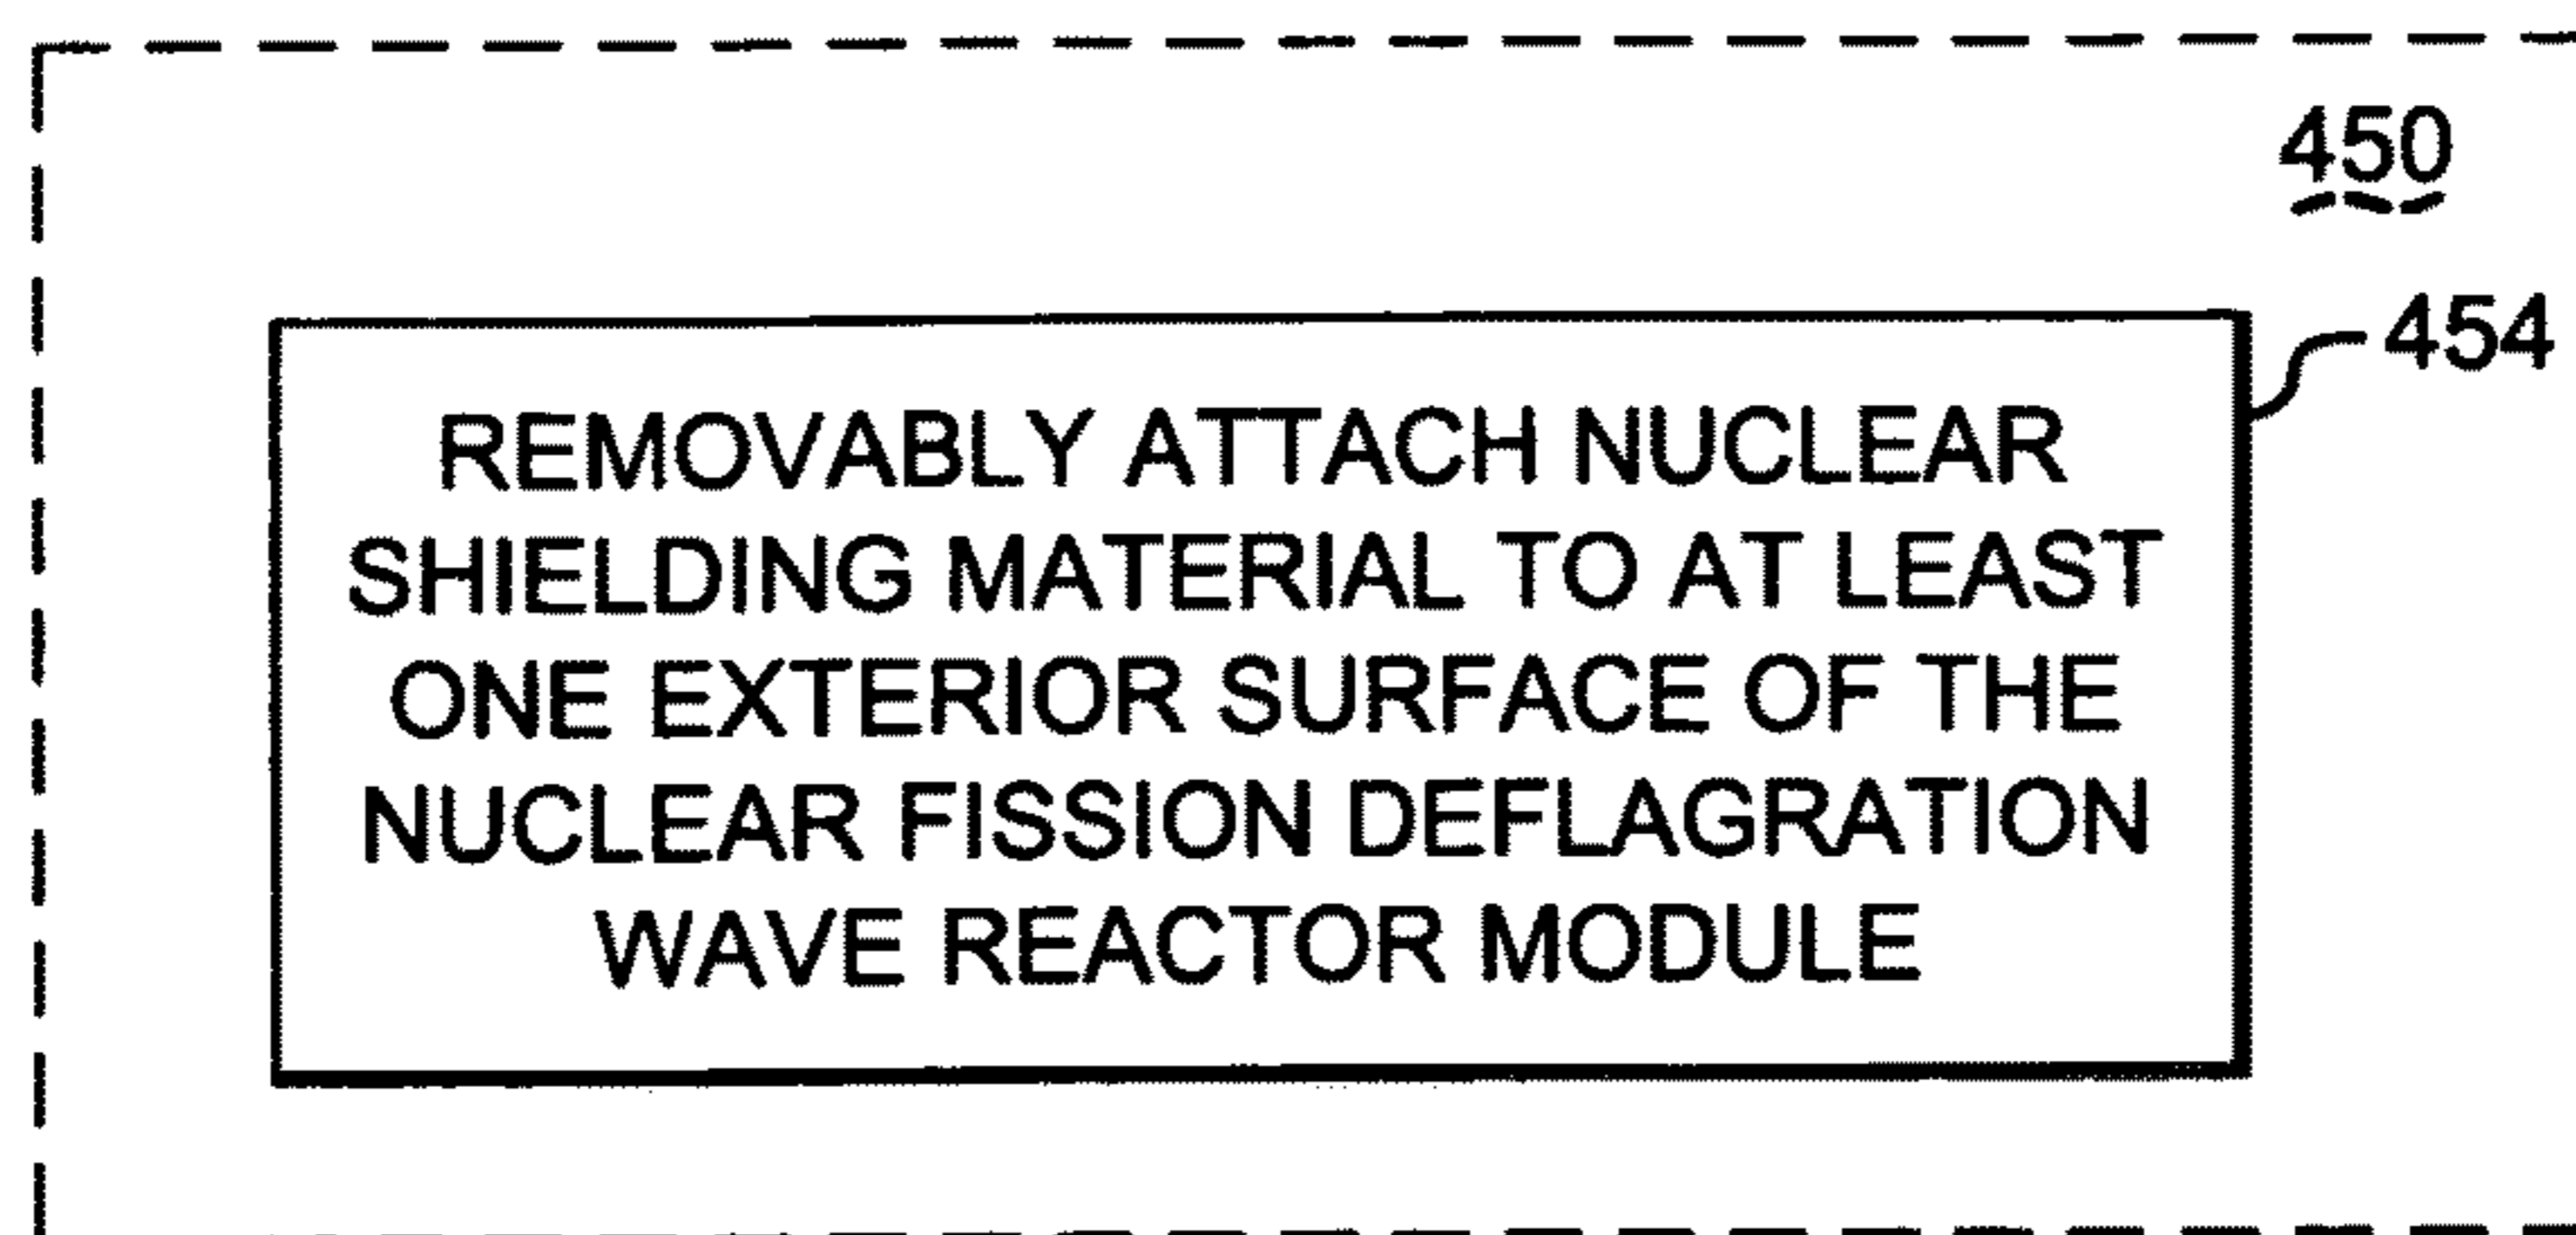 450
454
REMOVABLY ATTACH NUCLEAR
SHIELDING MATERIAL TO AT LEAST
ONE EXTERIOR SURFACE OF THE
NUCLEAR FISSION DEFLAGRATION
WAVE REACTOR MODULE